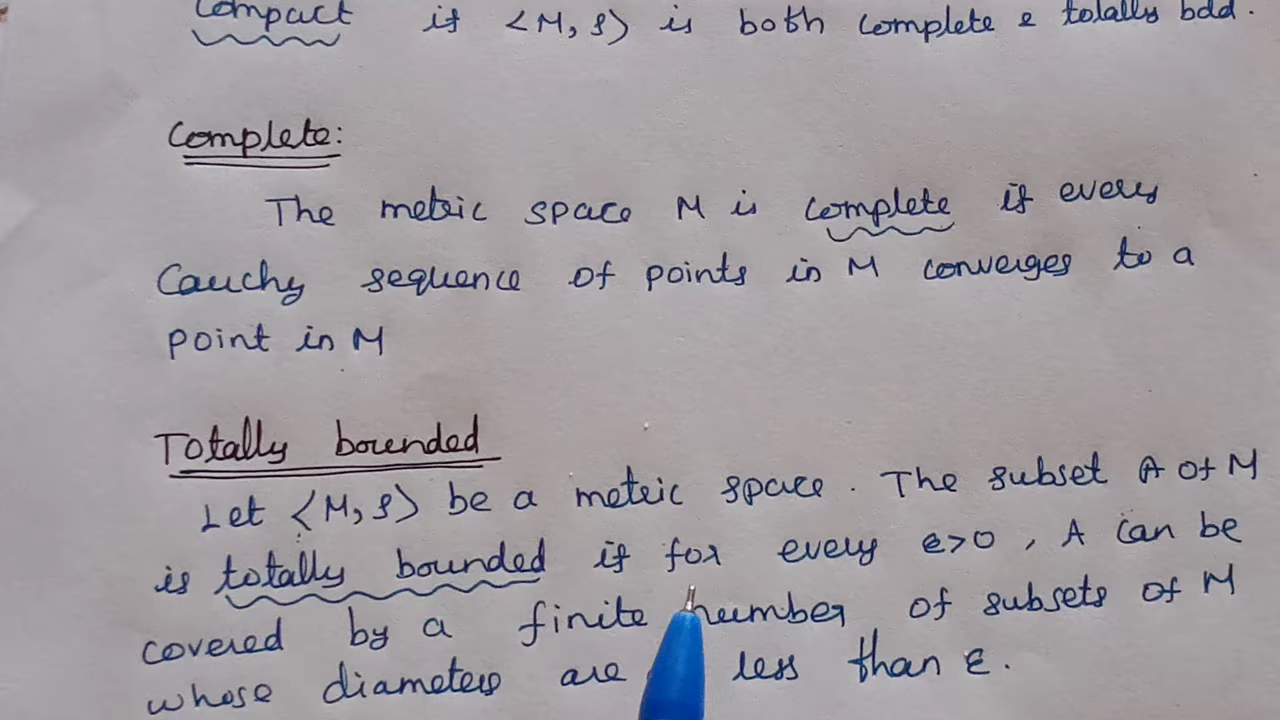 Compact if <M, ρ> is both complete & totally bdd.
Complete:
The metric space M is complete if every
Cauchy sequence of points in M converges to a
point in M
Totally bounded
Let <M, ρ> be a metric space. The subset A of M
is totally bounded if for every ε>0, A can be
covered by a finite number of subsets of M
whose diameters are less than ε.